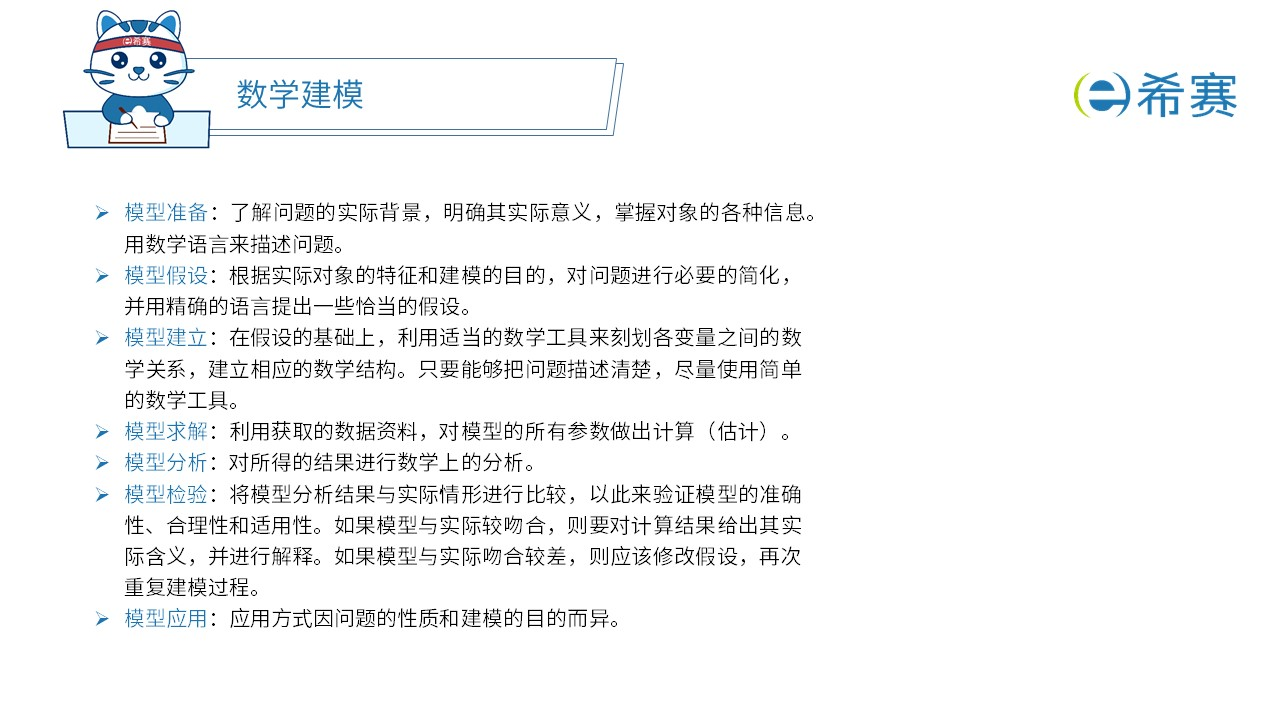 希赛
数学建模
希赛
模型准备：了解问题的实际背景，明确其实际意义，掌握对象的各种信息。
用数学语言来描述问题。
模型假设：根据实际对象的特征和建模的目的，对问题进行必要的简化，
并用精确的语言提出一些恰当的假设。
模型建立：在假设的基础上，利用适当的数学工具来刻划各变量之间的数
学关系，建立相应的数学结构。只要能够把问题描述清楚，尽量使用简单
的数学工具。
模型求解：利用获取的数据资料，对模型的所有参数做出计算（估计）。
模型分析：对所得的结果进行数学上的分析。
模型检验：将模型分析结果与实际情形进行比较，以此来验证模型的准确
性、合理性和适用性。如果模型与实际较吻合，则要对计算结果给出其实
际含义，并进行解释。如果模型与实际吻合较差，则应该修改假设，再次
重复建模过程。
模型应用：应用方式因问题的性质和建模的目的而异。